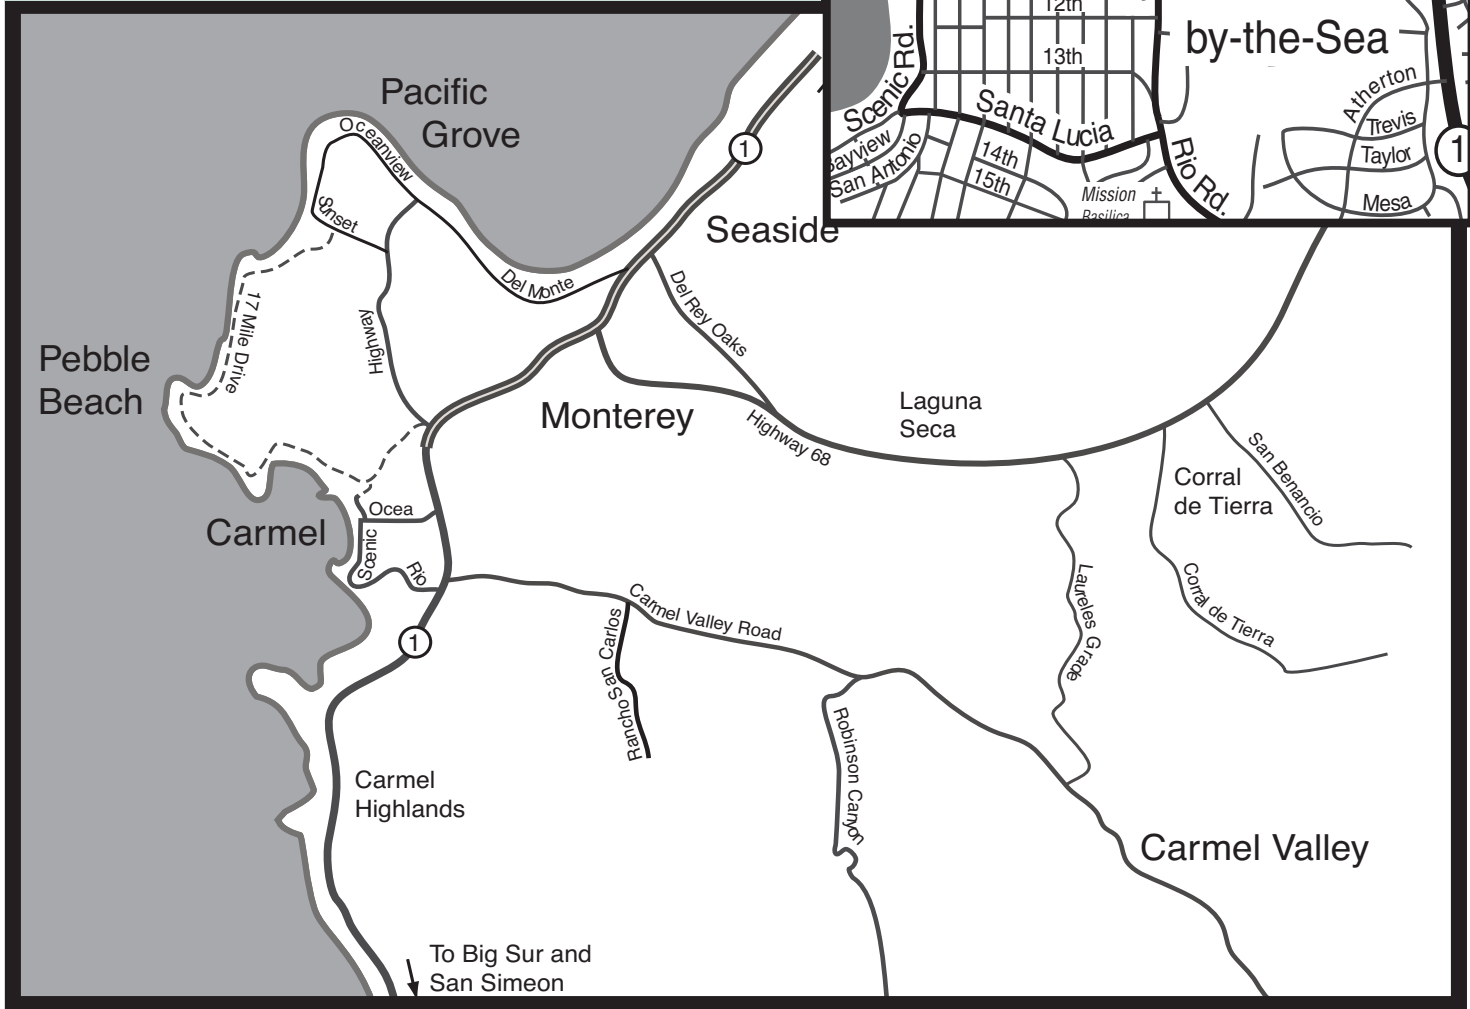 12th
by-the-Sea
13th
Scenic Rd.
Santa Lucia
Atherton
Trevis
Taylor
Mesa
1
Bayview
San Antonio
14th
15th
Rio Rd.
Mission
Basilica
Pacific
Grove
Oceanview
1
Sunset
Seaside
Del Monte
17 Mile Drive
Highway
Del Rey Oaks
Pebble
Beach
Monterey
Highway 68
Laguna
Seca
San Benancio
Corral
de Tierra
Carmel
Ocea
Scenic
Rio
Laureles Grade
Corral de Tierra
Carmel Valley Road
1
Rancho San Carlos
Robinson Canyon
Carmel
Highlands
Carmel Valley
To Big Sur and
San Simeon